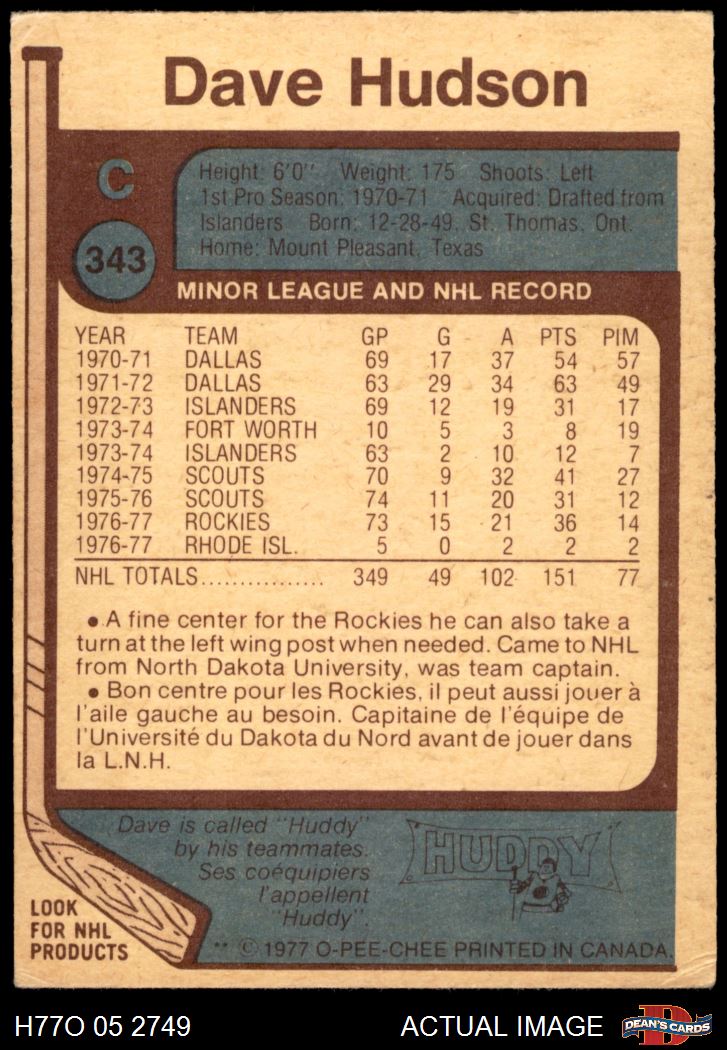 Dave Hudson
C
343
Height: 6'0" Weight: 175 Shoots: Left
1st Pro Season: 1970-71 Acquired: Drafted from
Islanders Born: 12-28-49, St. Thomas, Ont.
Home: Mount Pleasant, Texas
MINOR LEAGUE AND NHL RECORD
YEAR TEAM GP G A PTS PIM
1970-71 DALLAS 69 17 37 54 57
1971-72 DALLAS 63 29 34 63 49
1972-73 ISLANDERS 69 12 19 31 17
1973-74 FORT WORTH 10 5 3 8 19
1973-74 ISLANDERS 63 2 10 12 7
1974-75 SCOUTS 70 9 32 41 27
1975-76 SCOUTS 74 11 20 31 12
1976-77 ROCKIES 73 15 21 36 14
1976-77 RHODE ISL. 5 0 2 2 2
NHL TOTALS................ 349 49 102 151 77
• A fine center for the Rockies he can also take a
turn at the left wing post when needed. Came to NHL
from North Dakota University, was team captain.
• Bon centre pour les Rockies, il peut aussi jouer à
l'aile gauche au besoin. Capitaine de l'équipe de
l'Université du Dakota du Nord avant de jouer dans
la L.N.H.
Dave is called "Huddy"
by his teammates.
Ses coéquipiers
l'appellent
"Huddy".
HUDDY
LOOK
FOR NHL
PRODUCTS
** © 1977 O-PEE-CHEE PRINTED IN CANADA.
H77O 05 2749 ACTUAL IMAGE
D
DEAN'S CARDS